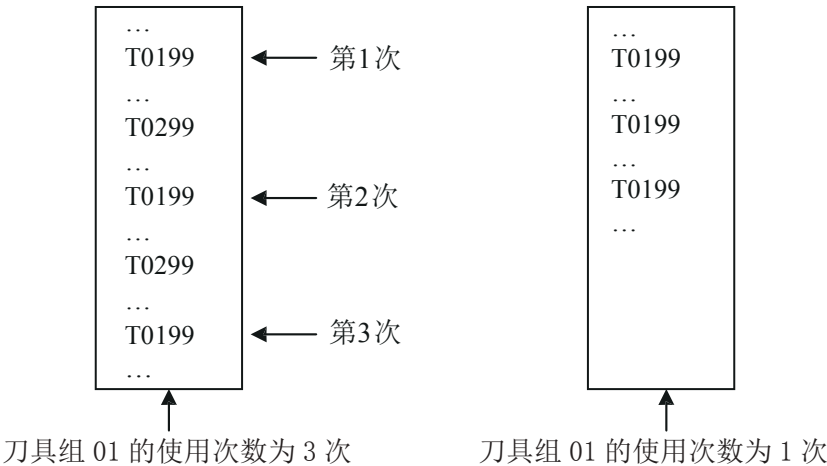 …
T0199 第1次
…
T0299
…
T0199 第2次
…
T0299
…
T0199 第3次
…
刀具组 01 的使用次数为 3 次
…
T0199
…
T0199
…
T0199
…
刀具组 01 的使用次数为 1 次